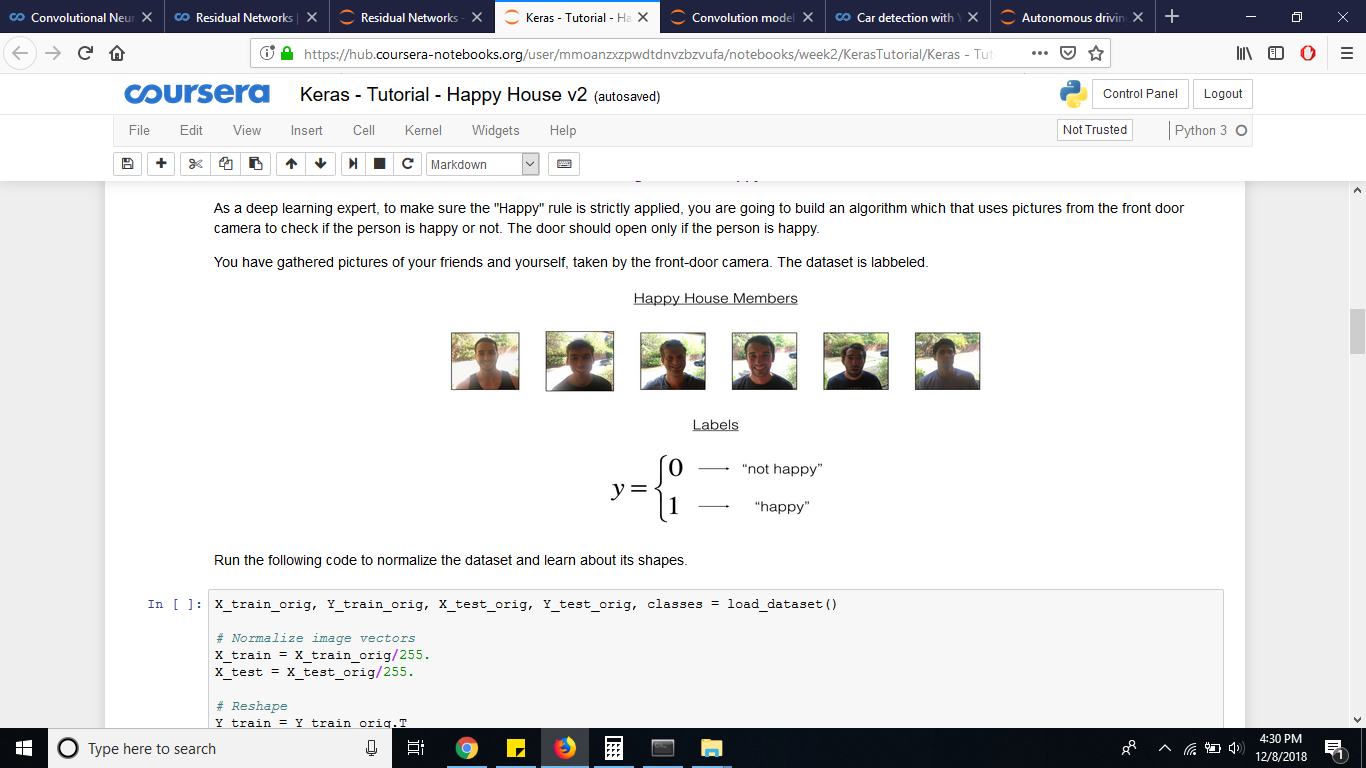 Convolutional Neur
Residual Networks |
Residual Networks -
Keras - Tutorial - Ha
Convolution model
Car detection with Y
Autonomous drivin
https://hub.coursera-notebooks.org/user/mmoanzxzpwdtdnvzbzvufa/notebooks/week2/KerasTutorial/Keras - Tut
coursera
Keras - Tutorial - Happy House v2 (autosaved)
Control Panel
Logout
File Edit View Insert Cell Kernel Widgets Help
Not Trusted
Python 3
Markdown
As a deep learning expert, to make sure the "Happy" rule is strictly applied, you are going to build an algorithm which that uses pictures from the front door
camera to check if the person is happy or not. The door should open only if the person is happy.
You have gathered pictures of your friends and yourself, taken by the front-door camera. The dataset is labbeled.
Happy House Members
Labels
y = { 0 → “not happy”
1 → “happy”
Run the following code to normalize the dataset and learn about its shapes.
In [ ]: X_train_orig, Y_train_orig, X_test_orig, Y_test_orig, classes = load_dataset()
# Normalize image vectors
X_train = X_train_orig/255.
X_test = X_test_orig/255.
# Reshape
Y_train = Y_train_orig.T
Type here to search
4:30 PM
12/8/2018
1